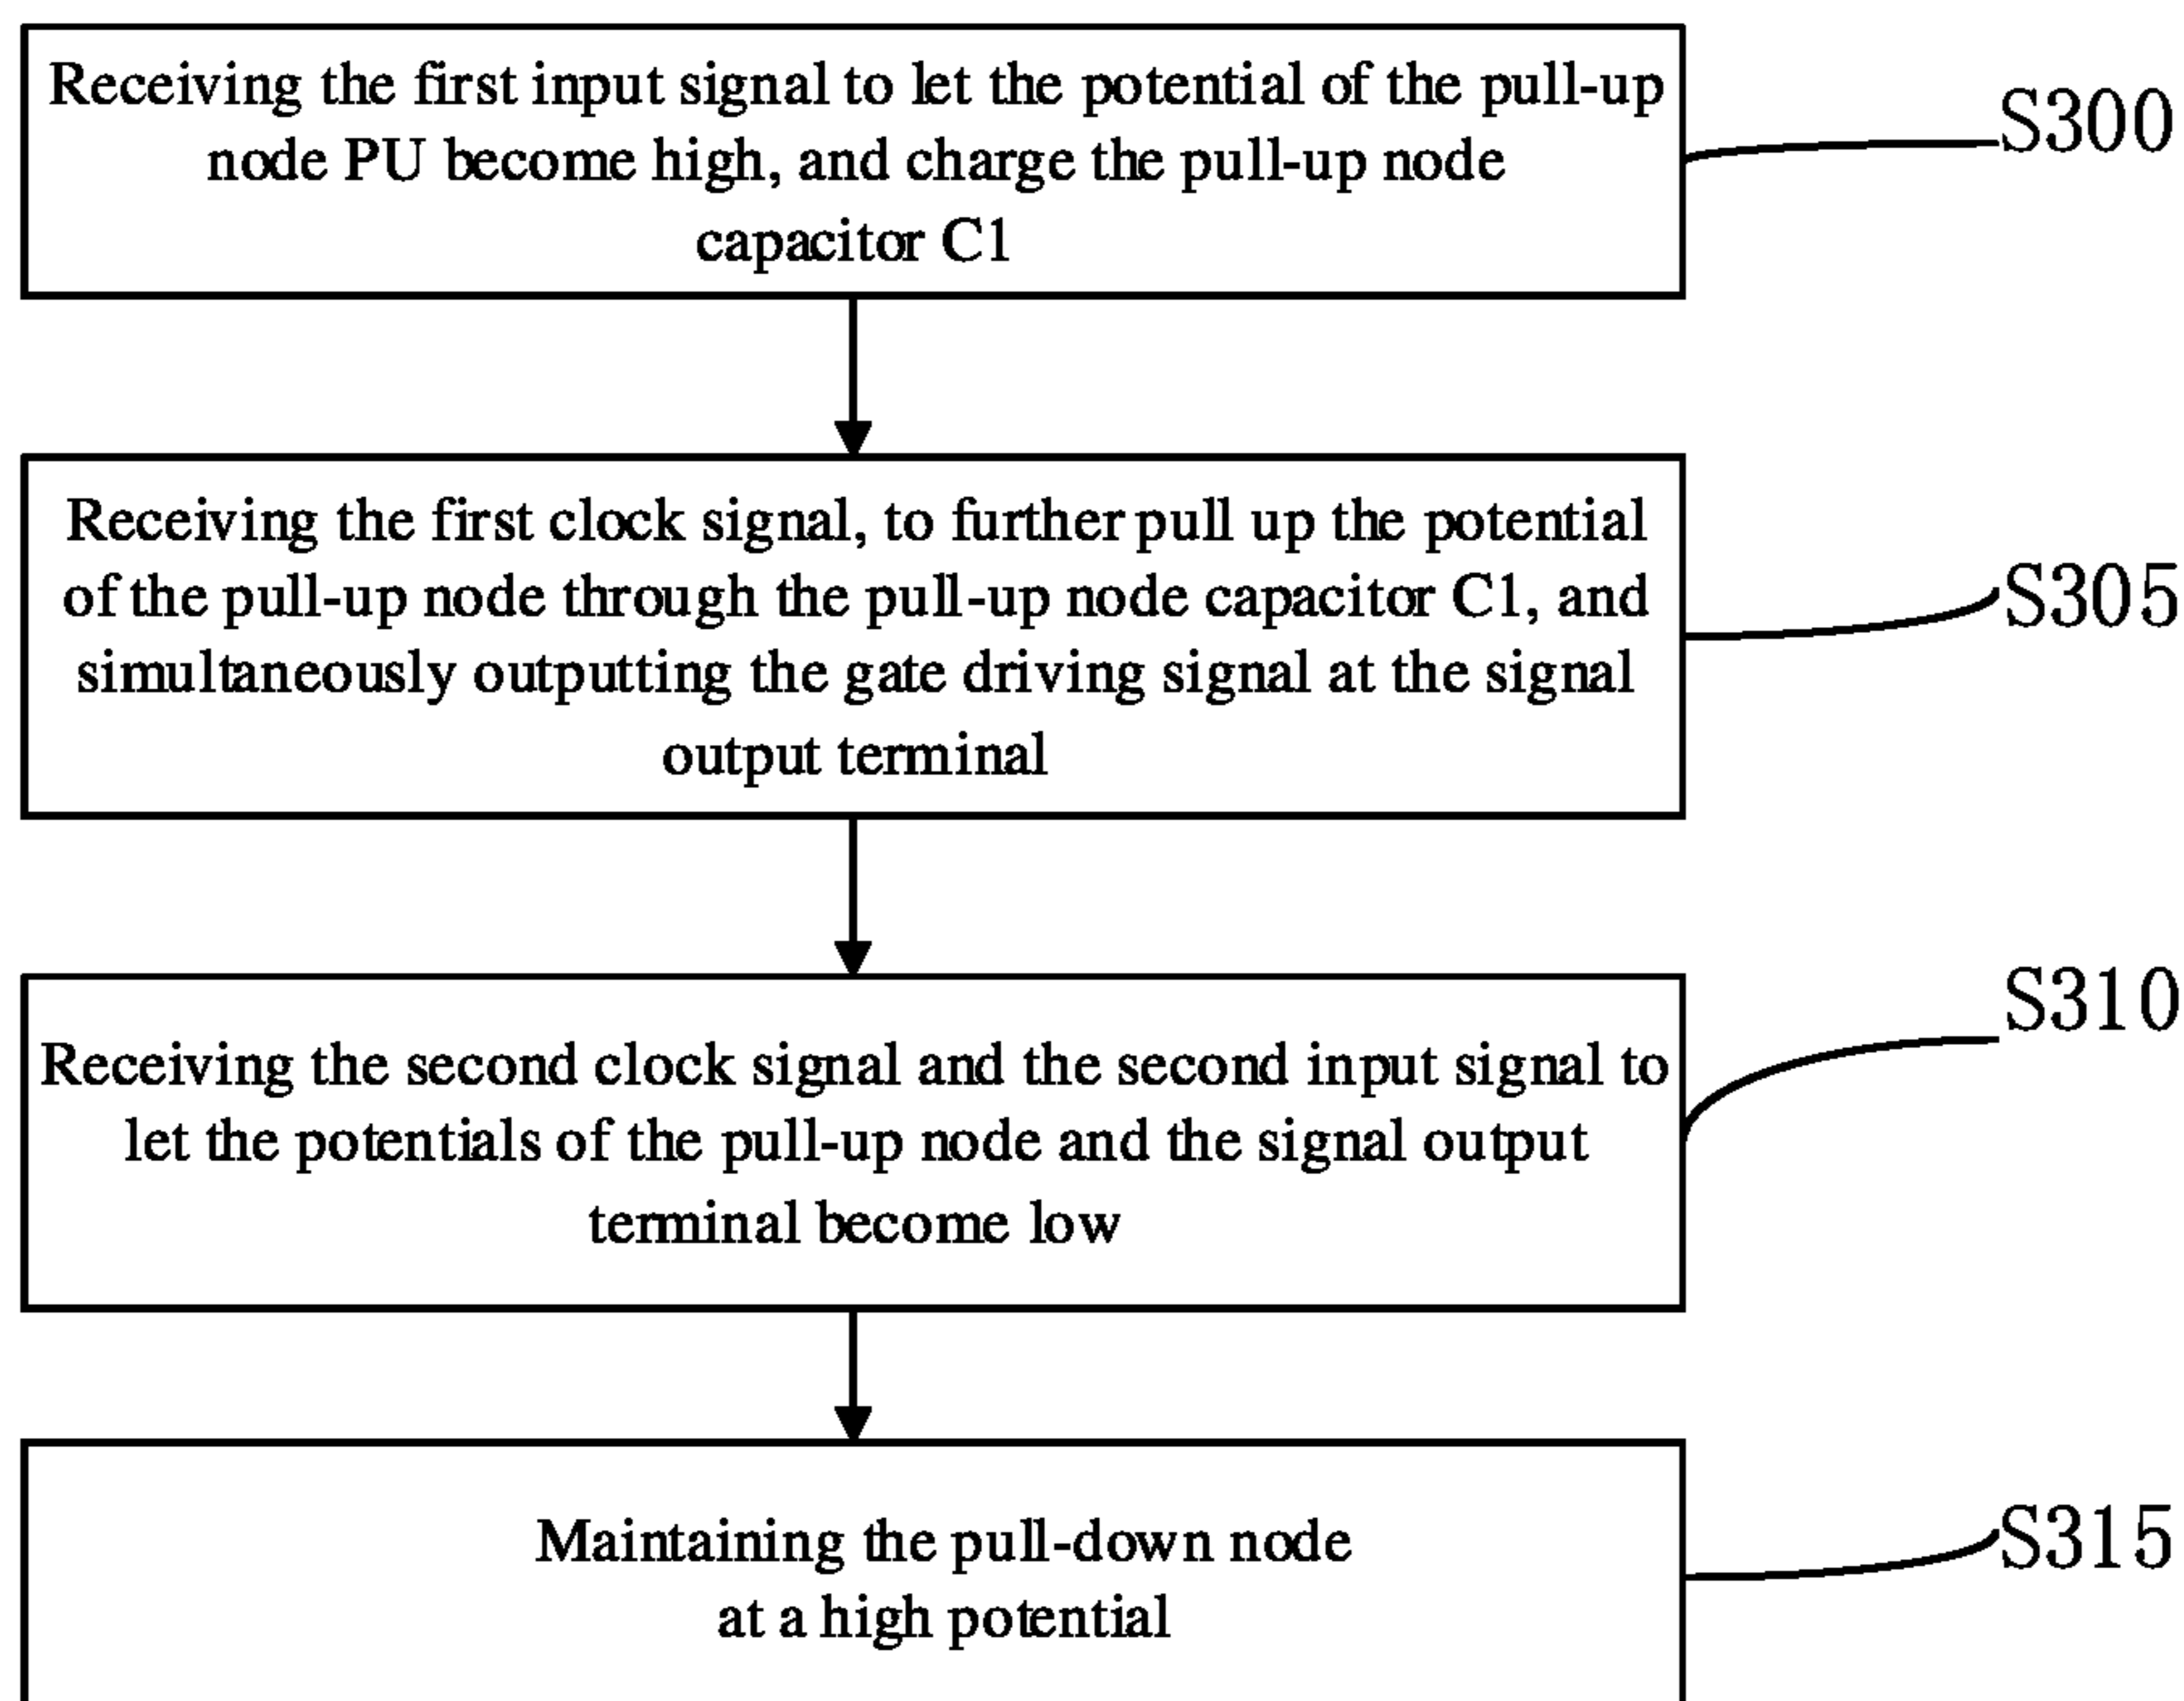 Receiving the first input signal to let the potential of the pull-up
node PU become high, and charge the pull-up node
capacitor C1
S300
Receiving the first clock signal, to further pull up the potential
of the pull-up node through the pull-up node capacitor C1, and
simultaneously outputting the gate driving signal at the signal
output terminal
S305
Receiving the second clock signal and the second input signal to
let the potentials of the pull-up node and the signal output
terminal become low
S310
Maintaining the pull-down node
at a high potential
S315